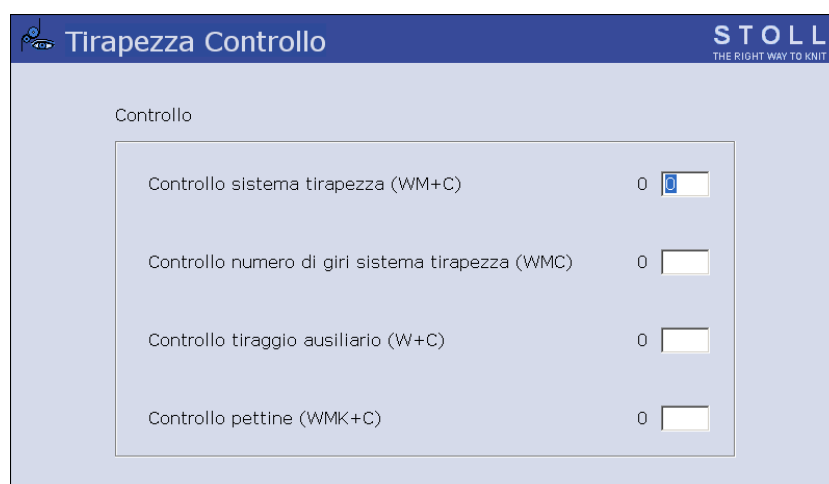 Tirapezza Controllo
STOLL
THE RIGHT WAY TO KNIT
Controllo
Controllo sistema tirapezza (WM+C) 0 0
Controllo numero di giri sistema tirapezza (WMC) 0
Controllo tiraggio ausiliario (W+C) 0
Controllo pettine (WMK+C) 0